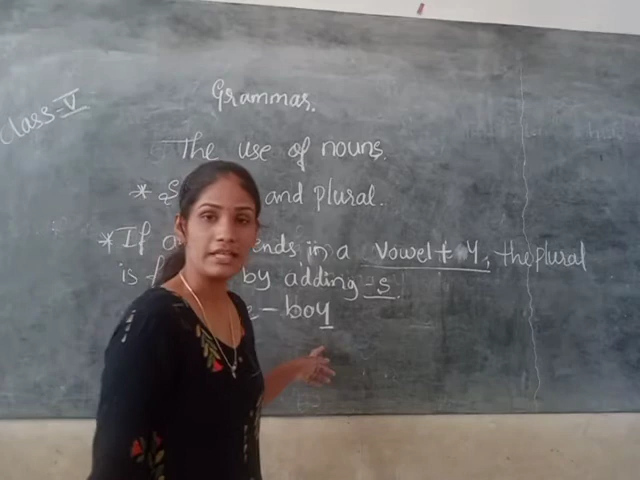 Class:- V
Grammar.
The use of nouns.
* S and plural.
* If a ends in a vowel + y, the plural
is f by adding -s.
- boy